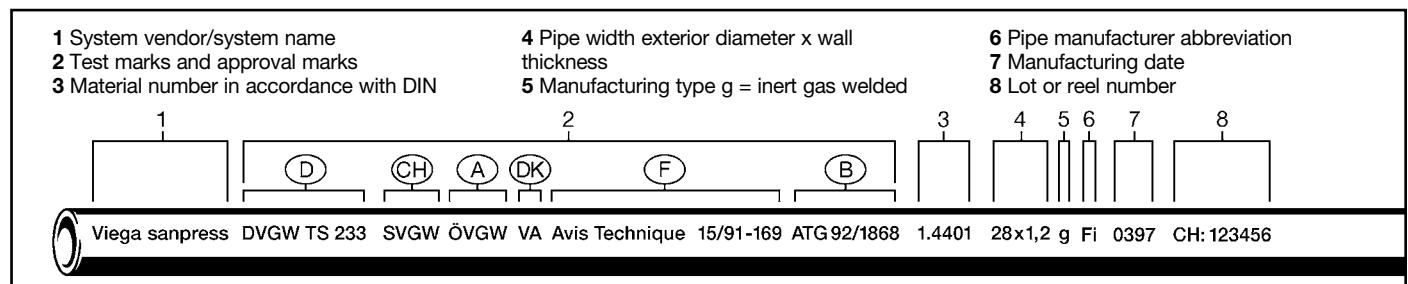 1 System vendor/system name
2 Test marks and approval marks
3 Material number in accordance with DIN
4 Pipe width exterior diameter x wall
thickness
5 Manufacturing type g = inert gas welded
6 Pipe manufacturer abbreviation
7 Manufacturing date
8 Lot or reel number
1 2 3 4 5 6 7 8
D CH A DK F B
Viega sanpress DVGW TS 233 SVGW ÖVGW VA Avis Technique 15/91-169 ATG 92/1868 1.4401 28x1,2 g Fi 0397 CH: 123456